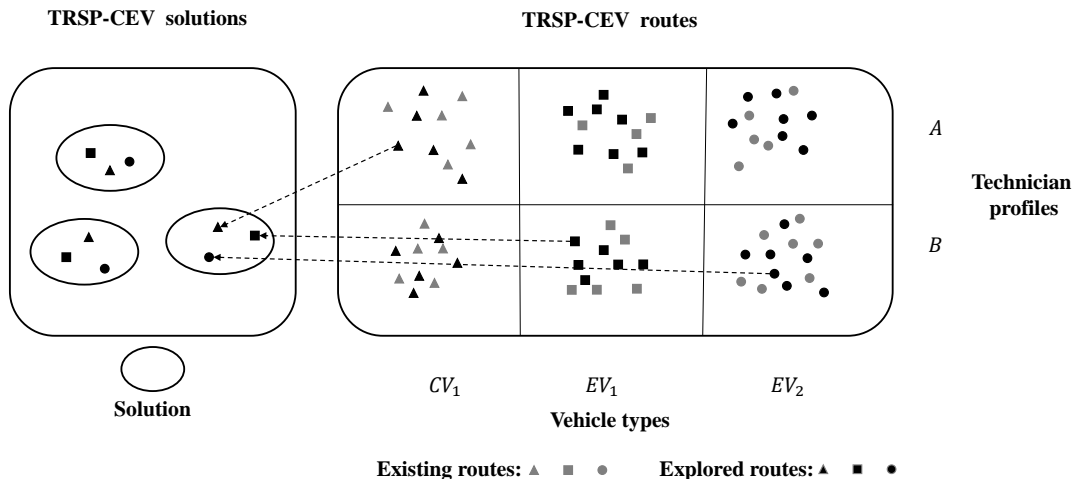 TRSP-CEV solutions
TRSP-CEV routes
A
Technician
profiles
B
CV₁
EV₁
EV₂
Solution
Vehicle types
Existing routes:
Explored routes: